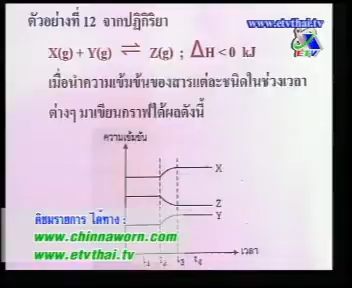 ตัวอย่างที่ 12 จากปฏิกิริยา
www.etvthai.tv
ETV
X(g) + Y(g) ⇌ Z(g) ; ΔH < 0 kJ
เมื่อนำความเข้มข้นของสารแต่ละชนิดในช่วงเวลา
ต่างๆ มาเขียนกราฟได้ผลดังนี้
ความเข้มข้น
X
Z
Y
ติชมรายการ ได้ทาง :
www.chinnaworn.com
www.etvthai.tv
t₁ t₂ t₃ t₄
เวลา